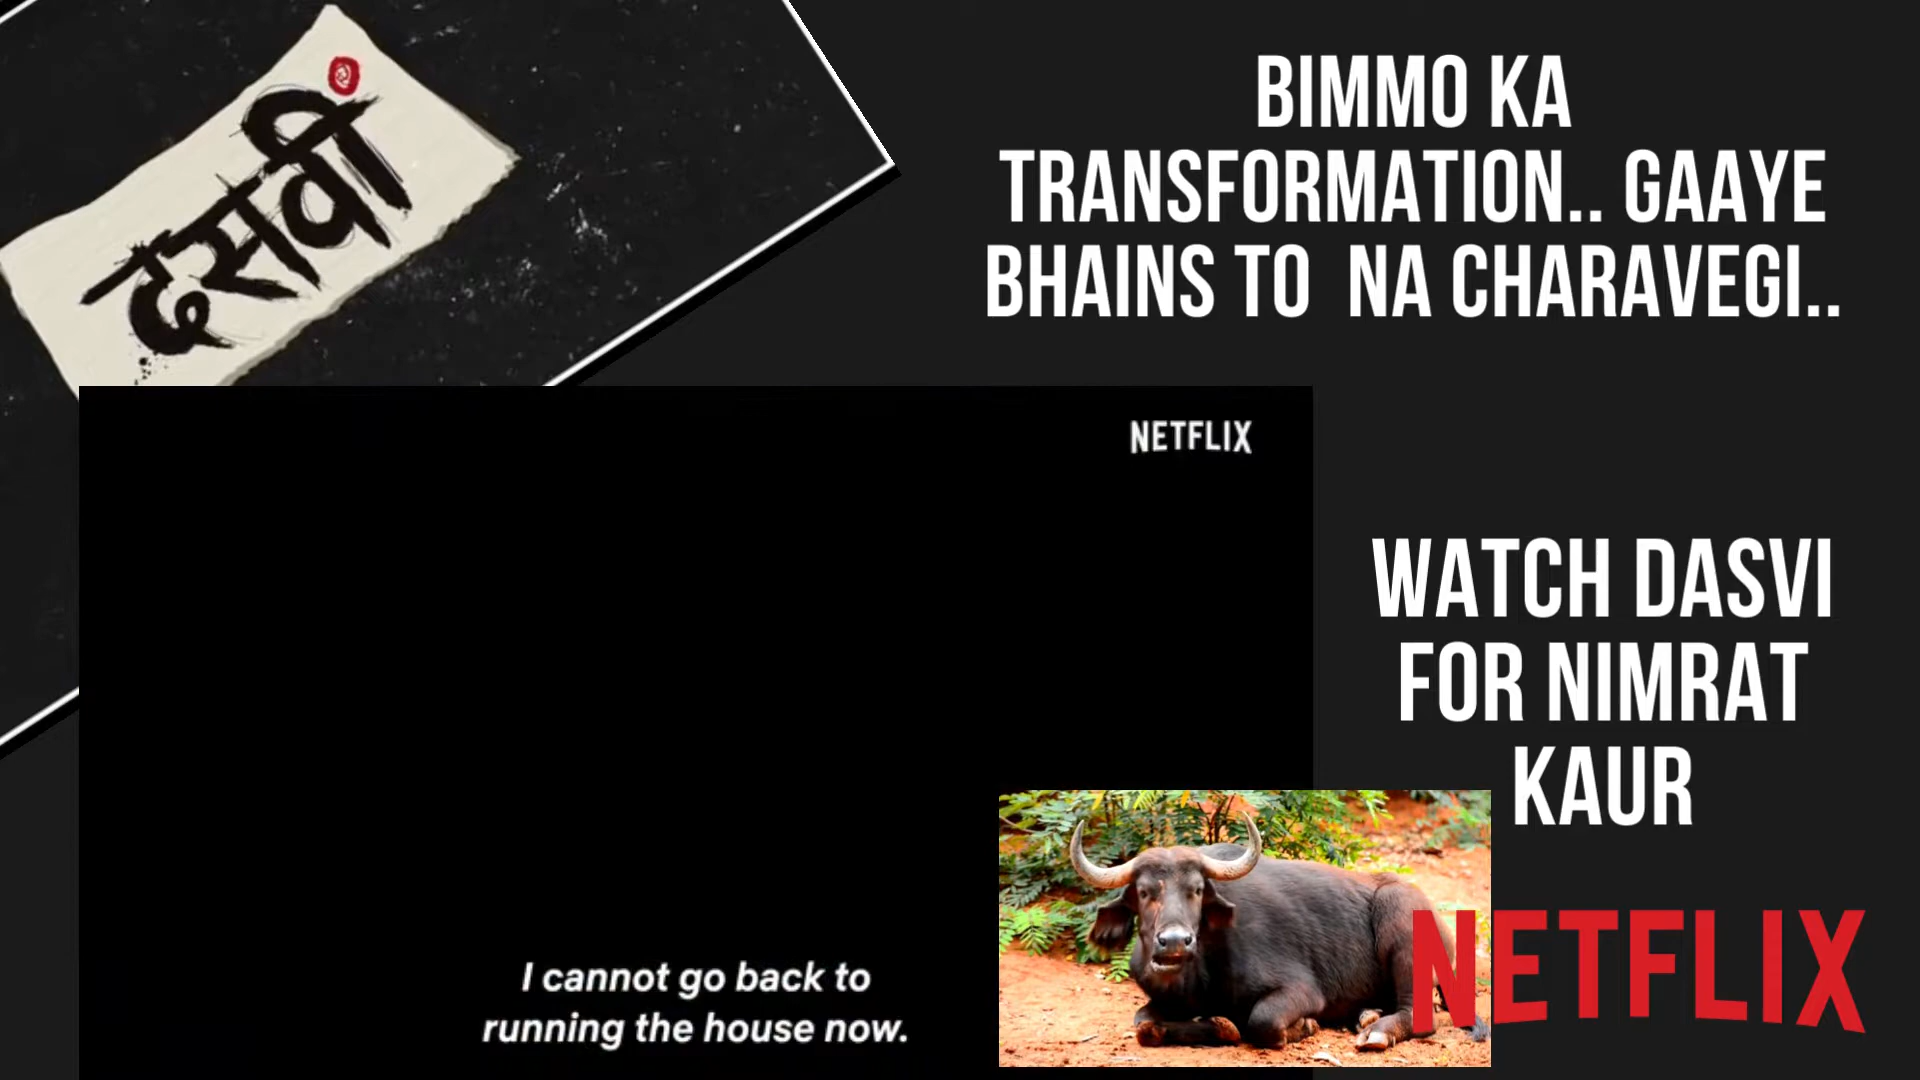 दसवीं
BIMMO KA
TRANSFORMATION.. GAAYE
BHAINS TO NA CHARAVEGI..
NETFLIX
WATCH DASVI
FOR NIMRAT
KAUR
I cannot go back to
running the house now.
NETFLIX